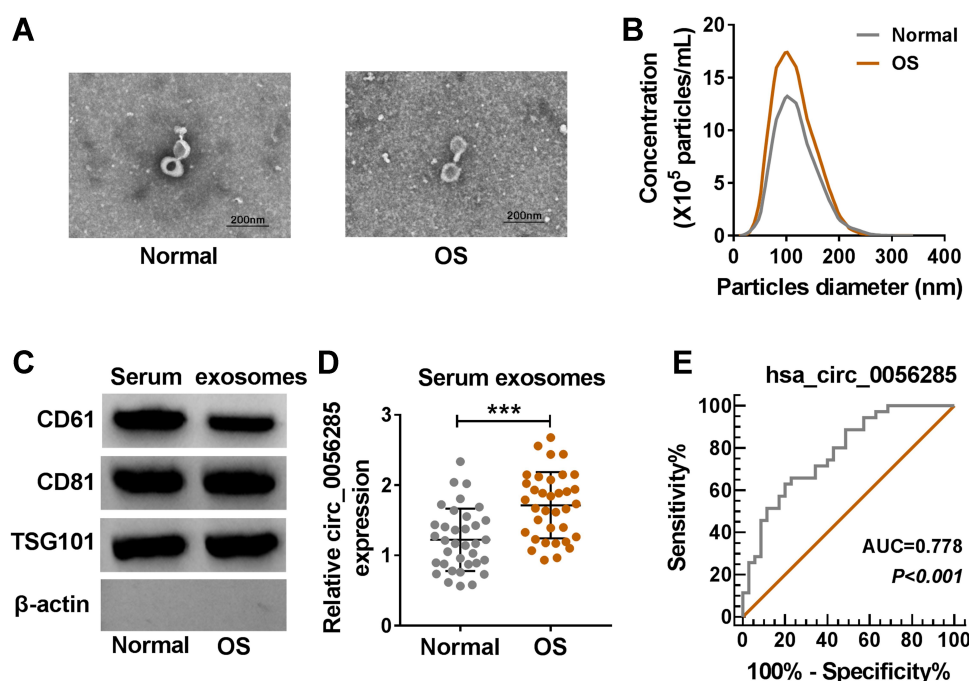 A
200nm
Normal
200nm
OS
B
Concentration
(X10⁵ particles/mL)
20
15
10
5
0
Normal
OS
0 100 200 300 400
Particles diameter (nm)
C
Serum exosomes
CD61
CD81
TSG101
β-actin
Normal OS
D
Serum exosomes
Relative circ_0056285
expression
3
2
1
0
***
Normal OS
E
hsa_circ_0056285
Sensitivity%
100
80
60
40
20
0
AUC=0.778
P<0.001
0 20 40 60 80 100
100% - Specificity%